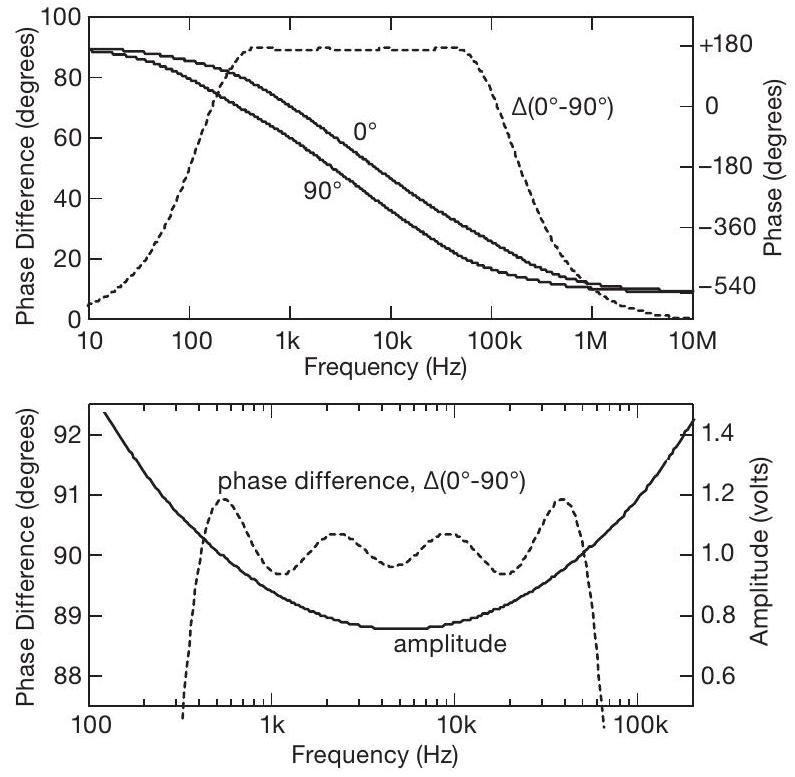 100
80
60
40
20
0
Phase Difference (degrees)
+180
0
−180
−360
−540
Phase (degrees)
Δ(0°-90°)
0°
90°
10 100 1k 10k 100k 1M 10M
Frequency (Hz)
92
91
90
89
88
Phase Difference (degrees)
1.4
1.2
1.0
0.8
0.6
Amplitude (volts)
phase difference, Δ(0°-90°)
amplitude
100 1k 10k 100k
Frequency (Hz)